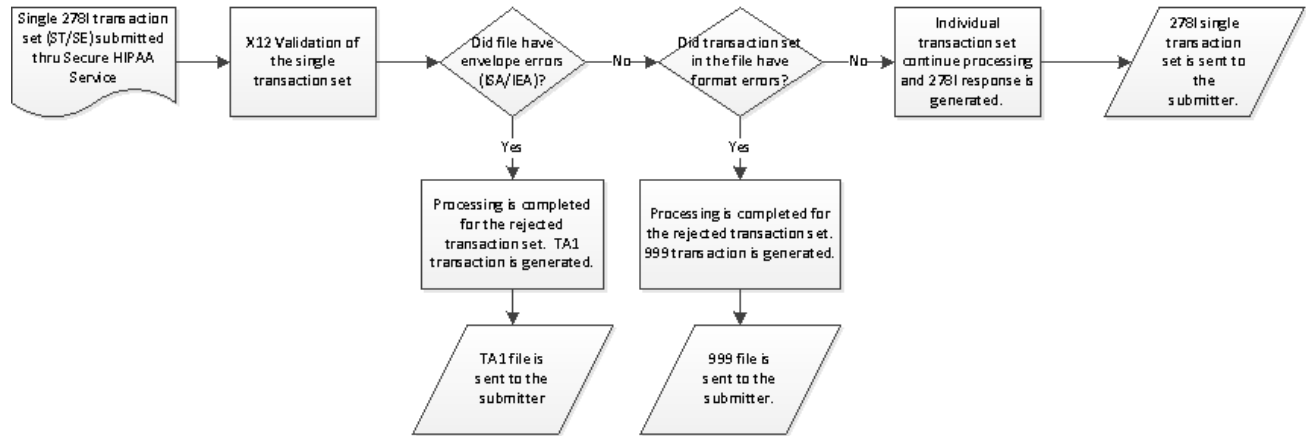 Single 278I transaction
set (ST/SE) submitted
thru Secure HIPAA
Service
X12 Validation of
the single
transaction set
Did file have
envelope errors
(ISA/IEA)?
No
Did transaction set
in the file have
format errors?
No
Individual
transaction set
continue processing
and 278I response is
generated.
278I single
transaction
set is sent to
the
submitter.
Yes
Yes
Processing is completed
for the rejected
transaction set. TA1
transaction is generated.
Processing is completed for
the rejected transaction set.
999 transaction is generated.
TA1 file is
sent to the
submitter
999 file is
sent to the
submitter.